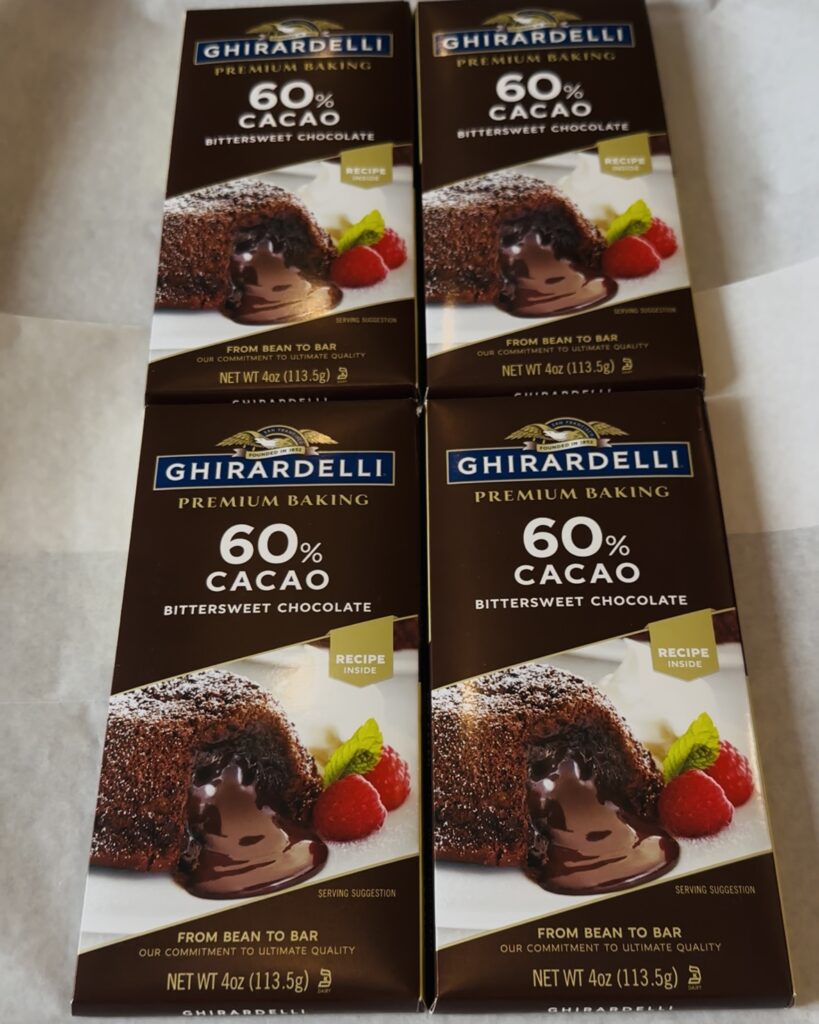 GHIRARDELLI
PREMIUM BAKING
60%
CACAO
BITTERSWEET CHOCOLATE
RECIPE
INSIDE
SERVING SUGGESTION
FROM BEAN TO BAR
OUR COMMITMENT TO ULTIMATE QUALITY
NET WT 4oz (113.5g)
GHIRARDELLI
GHIRARDELLI
PREMIUM BAKING
60%
CACAO
BITTERSWEET CHOCOLATE
RECIPE
INSIDE
SERVING SUGGESTION
FROM BEAN TO BAR
OUR COMMITMENT TO ULTIMATE QUALITY
NET WT 4oz (113.5g)
GHIRARDELLI
SAN FRANCISCO
FOUNDED IN 1852
GHIRARDELLI
PREMIUM BAKING
60%
CACAO
BITTERSWEET CHOCOLATE
RECIPE
INSIDE
SERVING SUGGESTION
FROM BEAN TO BAR
OUR COMMITMENT TO ULTIMATE QUALITY
NET WT 4oz (113.5g)
DAIRY
GHIRARDELLI
SAN FRANCISCO
FOUNDED IN 1852
GHIRARDELLI
PREMIUM BAKING
60%
CACAO
BITTERSWEET CHOCOLATE
RECIPE
INSIDE
SERVING SUGGESTION
FROM BEAN TO BAR
OUR COMMITMENT TO ULTIMATE QUALITY
NET WT 4oz (113.5g)
DAIRY
GHIRARDELLI